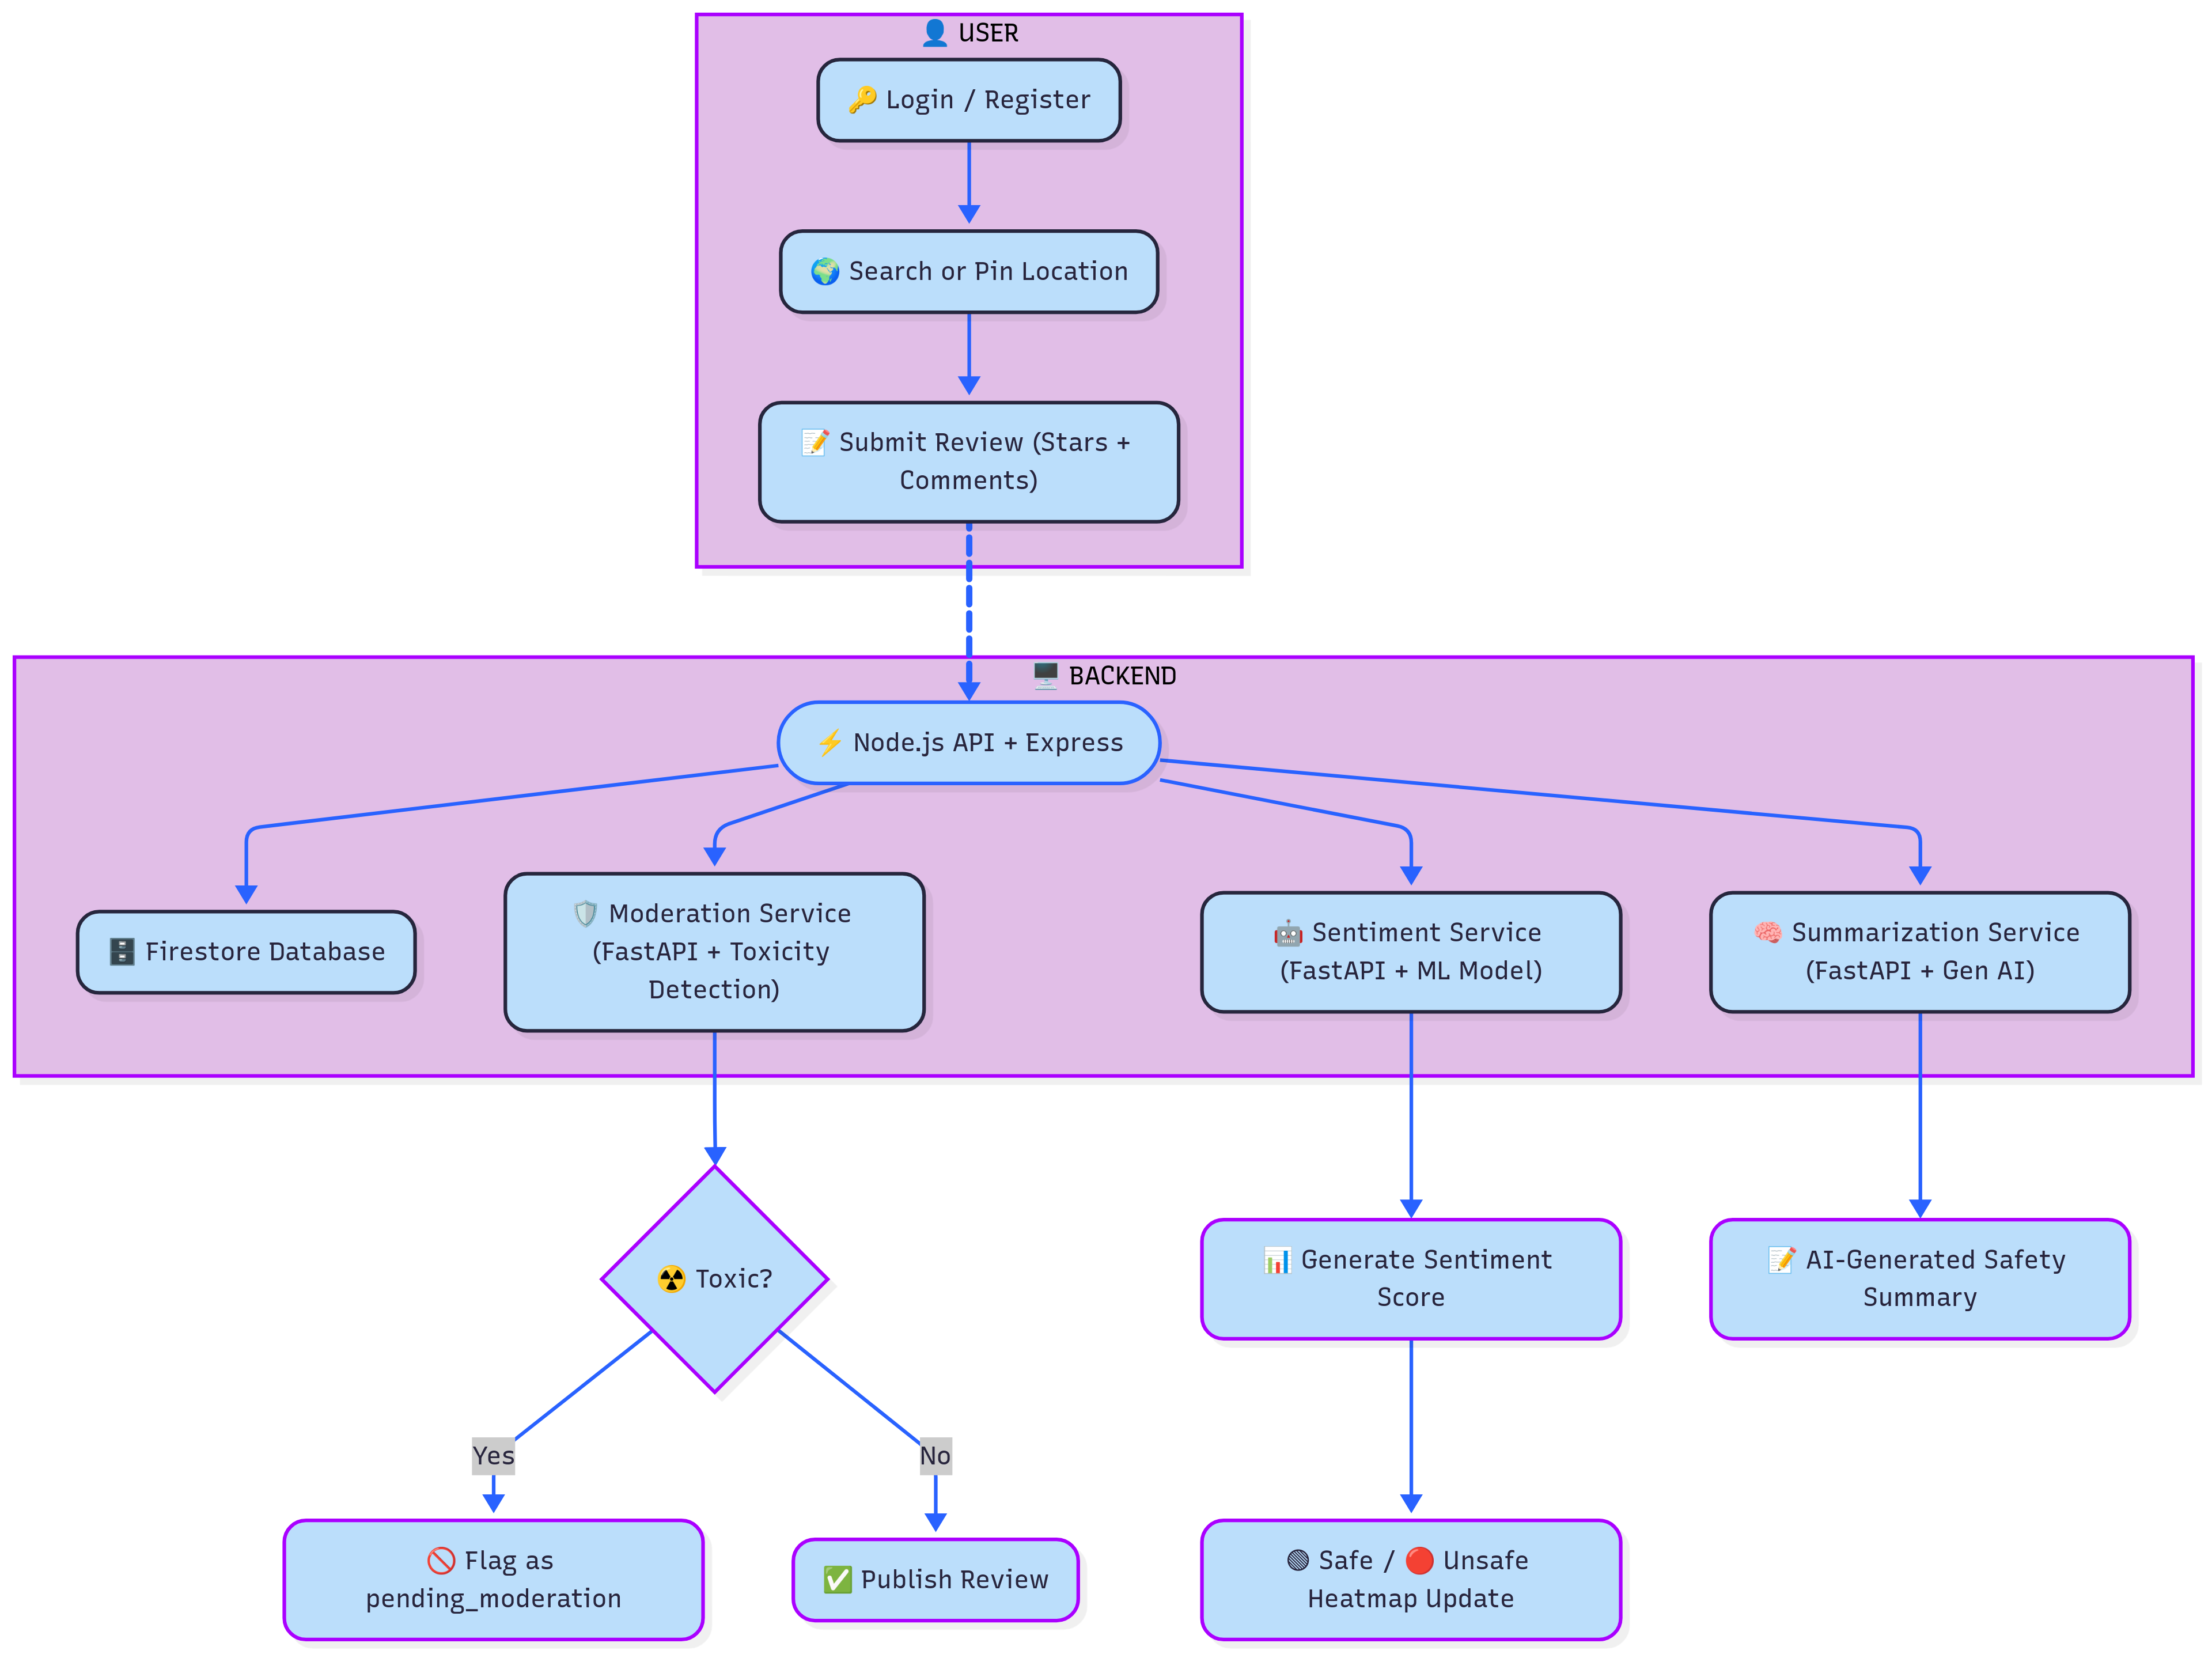 👤 USER
🔑 Login / Register
🌍 Search or Pin Location
📝 Submit Review (Stars +
Comments)
🖥️ BACKEND
⚡ Node.js API + Express
🗄️ Firestore Database
🛡️ Moderation Service
(FastAPI + Toxicity
Detection)
🤖 Sentiment Service
(FastAPI + ML Model)
🧠 Summarization Service
(FastAPI + Gen AI)
☢️ Toxic?
📊 Generate Sentiment
Score
📝 AI-Generated Safety
Summary
Yes
No
🚫 Flag as
pending_moderation
✅ Publish Review
🟢 Safe / 🔴 Unsafe
Heatmap Update